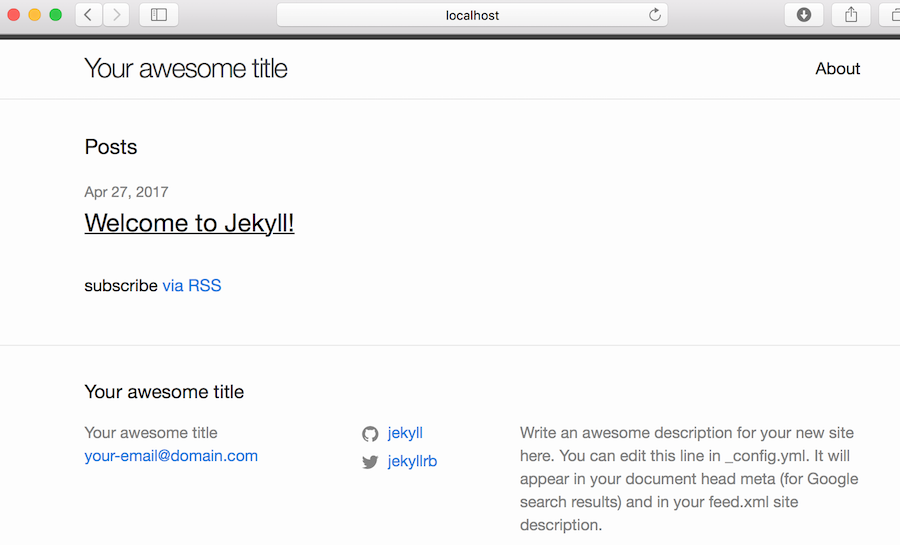 localhost
Your awesome title
About
Posts
Apr 27, 2017
Welcome to Jekyll!
subscribe via RSS
Your awesome title
Your awesome title
your-email@domain.com
jekyll
jekyllrb
Write an awesome description for your new site
here. You can edit this line in _config.yml. It will
appear in your document head meta (for Google
search results) and in your feed.xml site
description.